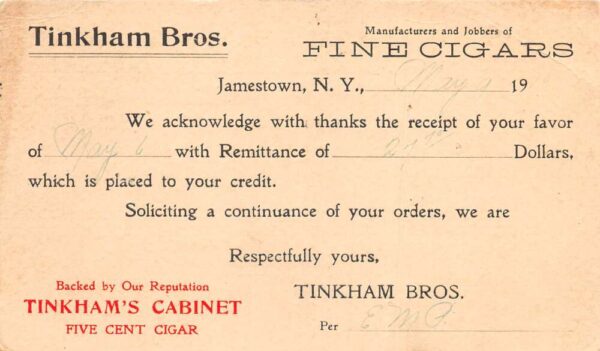 Tinkham Bros.
Manufacturers and Jobbers of
FINE CIGARS
Jamestown, N. Y., May 19
We acknowledge with thanks the receipt of your favor
of May 6 with Remittance of Dollars,
which is placed to your credit.
Soliciting a continuance of your orders, we are
Respectfully yours,
Backed by Our Reputation
TINKHAM'S CABINET
FIVE CENT CIGAR
TINKHAM BROS.
Per